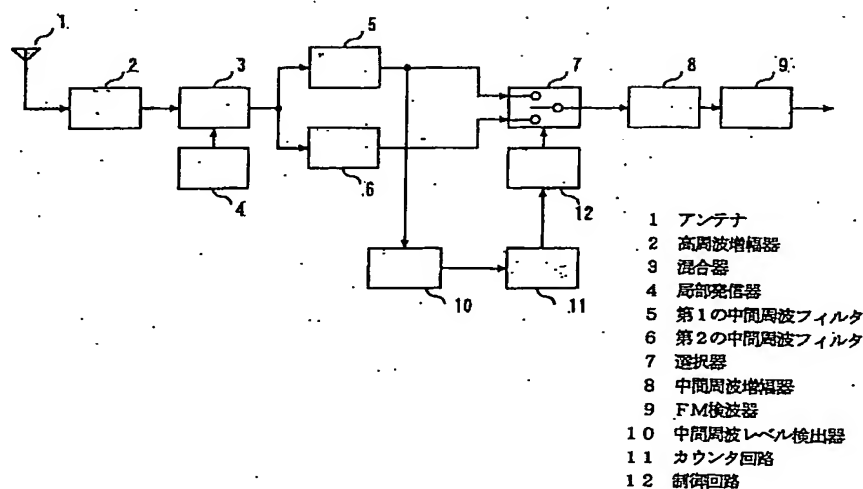 1
2
3
4
5
6
7
8
9
10
11
12
1 アンテナ
2 高周波増幅器
3 混合器
4 局部発信器
5 第1の中間周波フィルタ
6 第2の中間周波フィルタ
7 選択器
8 中間周波増幅器
9 FM検波器
10 中間周波レベル検出器
11 カウンタ回路
12 制御回路